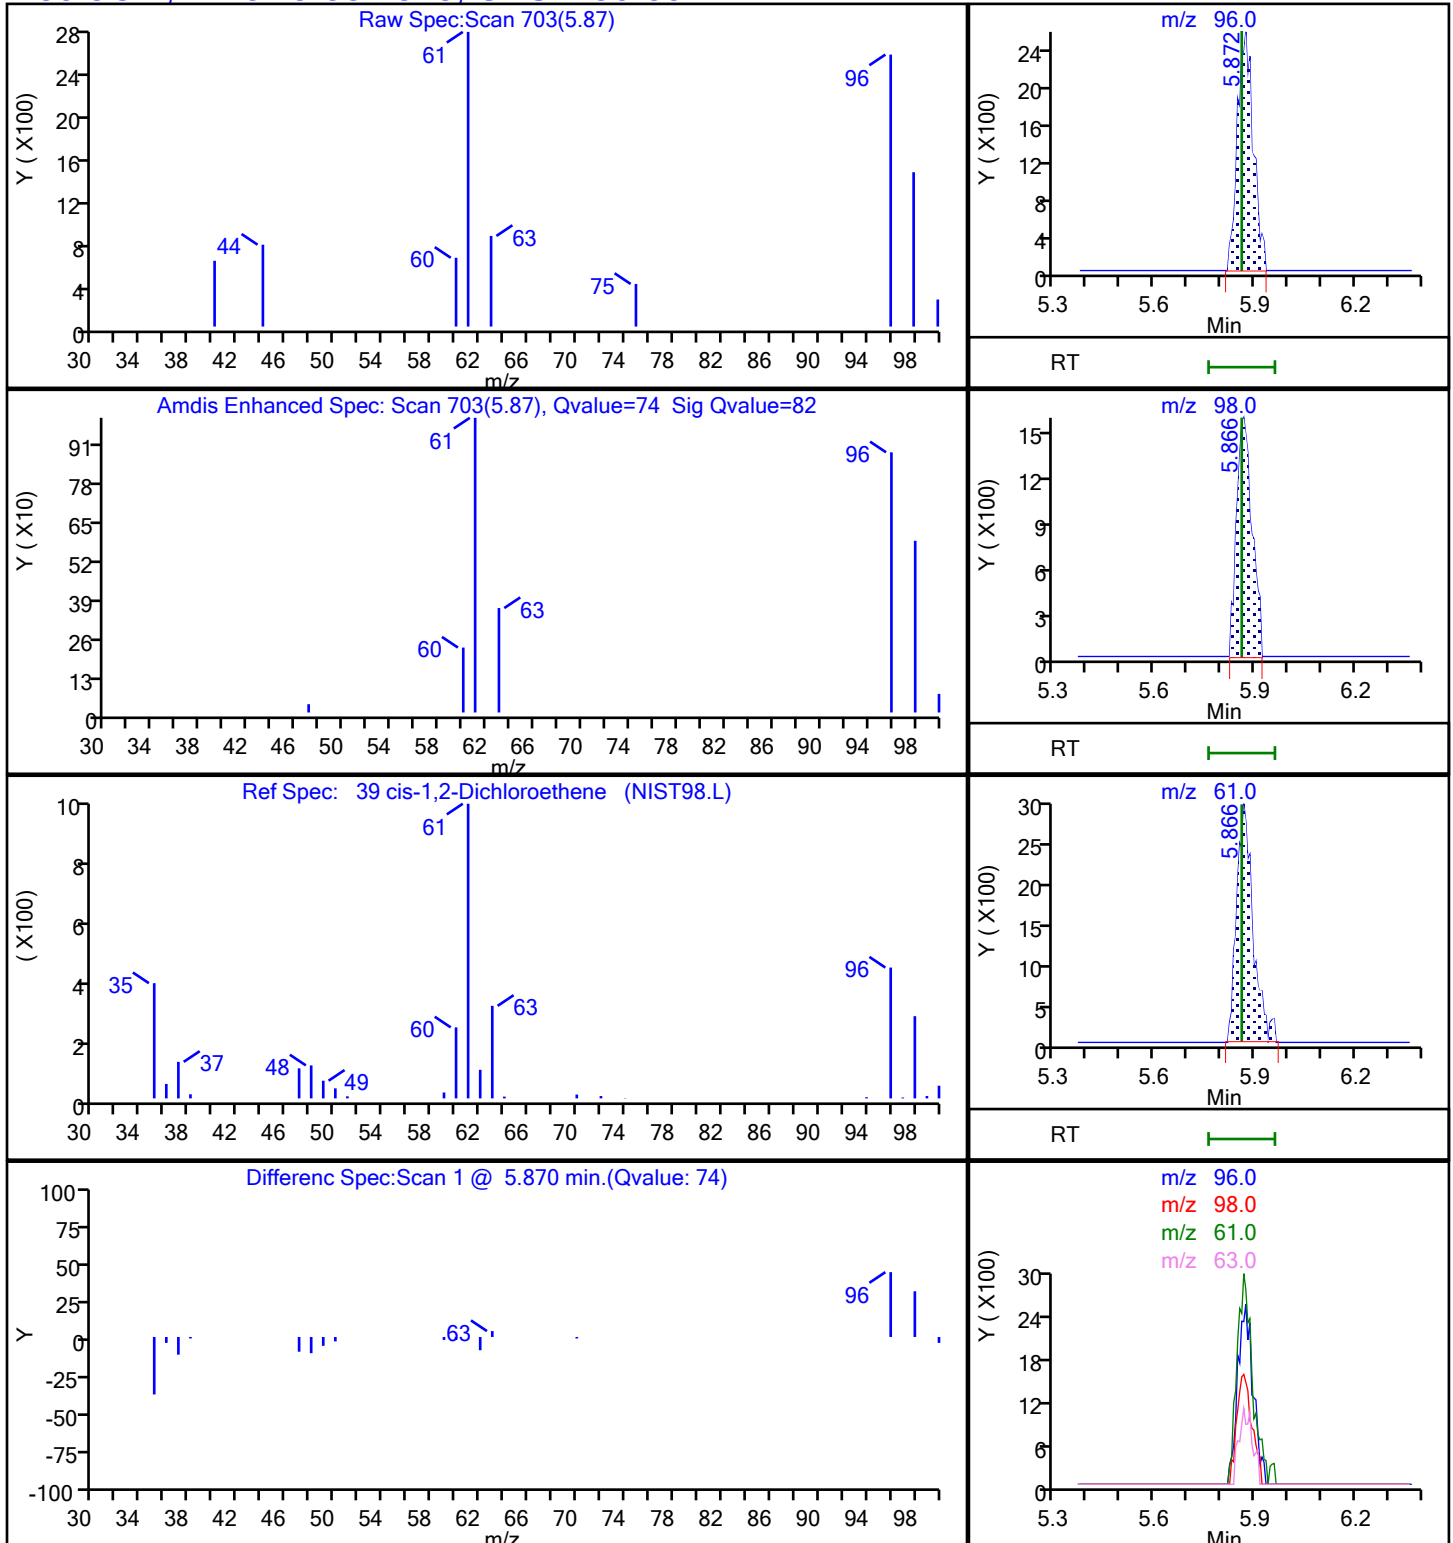 Raw Spec:Scan 703(5.87)
28
24
20
16
12
8
4
0
Y ( X100)
61
96
44
60
63
75
30 34 38 42 46 50 54 58 62 66 70 74 78 82 86 90 94 98
m/z
m/z 96.0
24
20
16
12
8
4
0
Y ( X100)
5.872
5.3 5.6 5.9 6.2
Min
RT
Amdis Enhanced Spec: Scan 703(5.87), Qvalue=74 Sig Qvalue=82
91
78
65
52
39
26
13
0
Y ( X10)
61
96
63
60
30 34 38 42 46 50 54 58 62 66 70 74 78 82 86 90 94 98
m/z
m/z 98.0
15
12
9
6
3
0
Y ( X100)
5.866
5.3 5.6 5.9 6.2
Min
RT
Ref Spec: 39 cis-1,2-Dichloroethene (NIST98.L)
10
8
6
4
2
0
( X100)
61
96
35
63
60
37
48
49
30 34 38 42 46 50 54 58 62 66 70 74 78 82 86 90 94 98
m/z 61.0
30
25
20
15
10
5
0
Y ( X100)
5.866
5.3 5.6 5.9 6.2
Min
RT
Differenc Spec:Scan 1 @ 5.870 min.(Qvalue: 74)
100
75
50
25
0
-25
-50
-75
-100
Y
96
63
30 34 38 42 46 50 54 58 62 66 70 74 78 82 86 90 94 98
m/z
m/z 96.0
m/z 98.0
m/z 61.0
m/z 63.0
30
24
18
12
6
0
Y ( X100)
5.3 5.6 5.9 6.2
Min